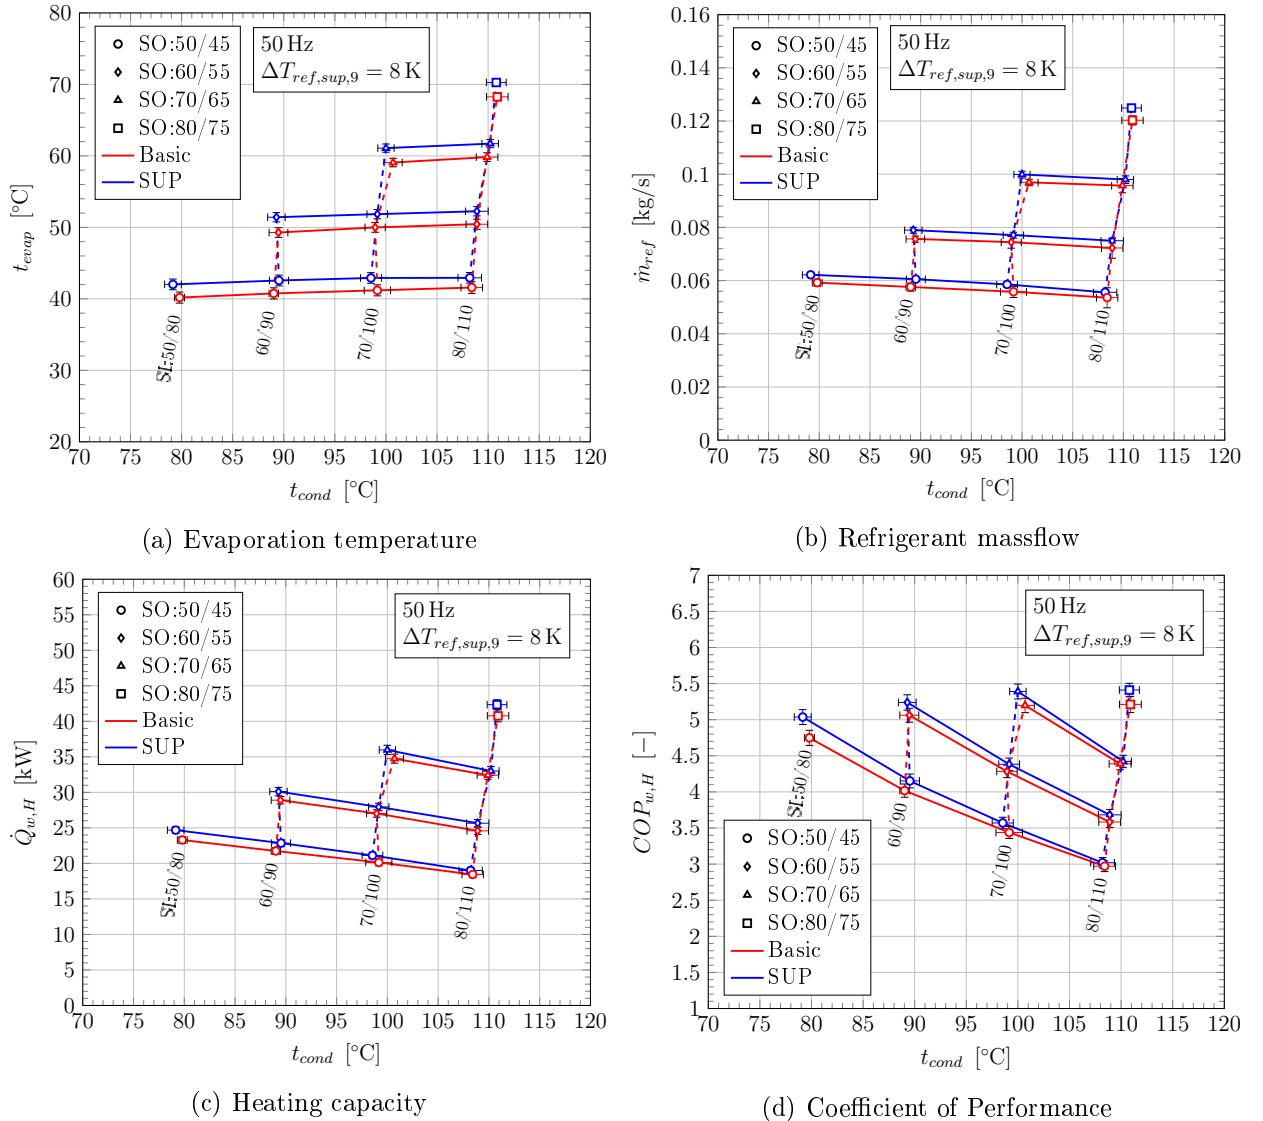 80
70
60
50
40
30
20
t_evap [°C]
SO:50/45
SO:60/55
SO:70/65
SO:80/75
Basic
SUP
50 Hz
ΔT_ref,sup,9 = 8 K
SI:50/80
60/90
70/100
80/110
70 75 80 85 90 95 100 105 110 115 120
t_cond [°C]
(a) Evaporation temperature
0.16
0.14
0.12
0.1
0.08
0.06
0.04
0.02
0
ṁ_ref [kg/s]
SO:50/45
SO:60/55
SO:70/65
SO:80/75
Basic
SUP
50 Hz
ΔT_ref,sup,9 = 8 K
SI:50/80
60/90
70/100
80/110
70 75 80 85 90 95 100 105 110 115 120
t_cond [°C]
(b) Refrigerant massflow
60
55
50
45
40
35
30
25
20
15
10
5
0
Q̇_w,H [kW]
SO:50/45
SO:60/55
SO:70/65
SO:80/75
Basic
SUP
50 Hz
ΔT_ref,sup,9 = 8 K
SI:50/80
60/90
70/100
80/110
70 75 80 85 90 95 100 105 110 115 120
t_cond [°C]
(c) Heating capacity
7
6.5
6
5.5
5
4.5
4
3.5
3
2.5
2
1.5
1
COP_w,H [−]
50 Hz
ΔT_ref,sup,9 = 8 K
SI:50/80
60/90
70/100
80/110
SO:50/45
SO:60/55
SO:70/65
SO:80/75
Basic
SUP
70 75 80 85 90 95 100 105 110 115 120
t_cond [°C]
(d) Coefficient of Performance